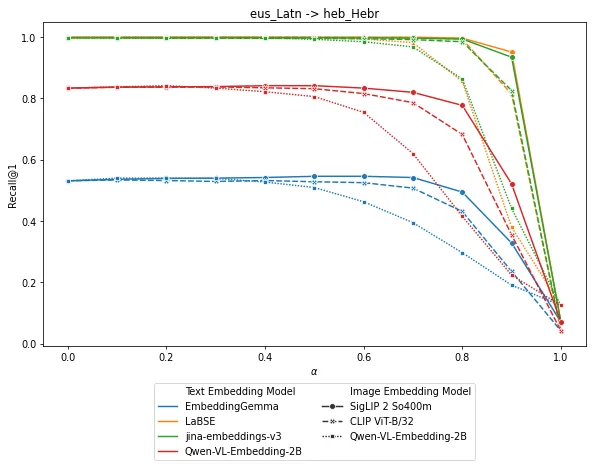 eus_Latn -> heb_Hebr
1.0
0.8
0.6
0.4
0.2
0.0
Recall@1
0.0 0.2 0.4 0.6 0.8 1.0
α
Text Embedding Model
EmbeddingGemma
LaBSE
jina-embeddings-v3
Qwen-VL-Embedding-2B
Image Embedding Model
SigLIP 2 So400m
CLIP ViT-B/32
Qwen-VL-Embedding-2B